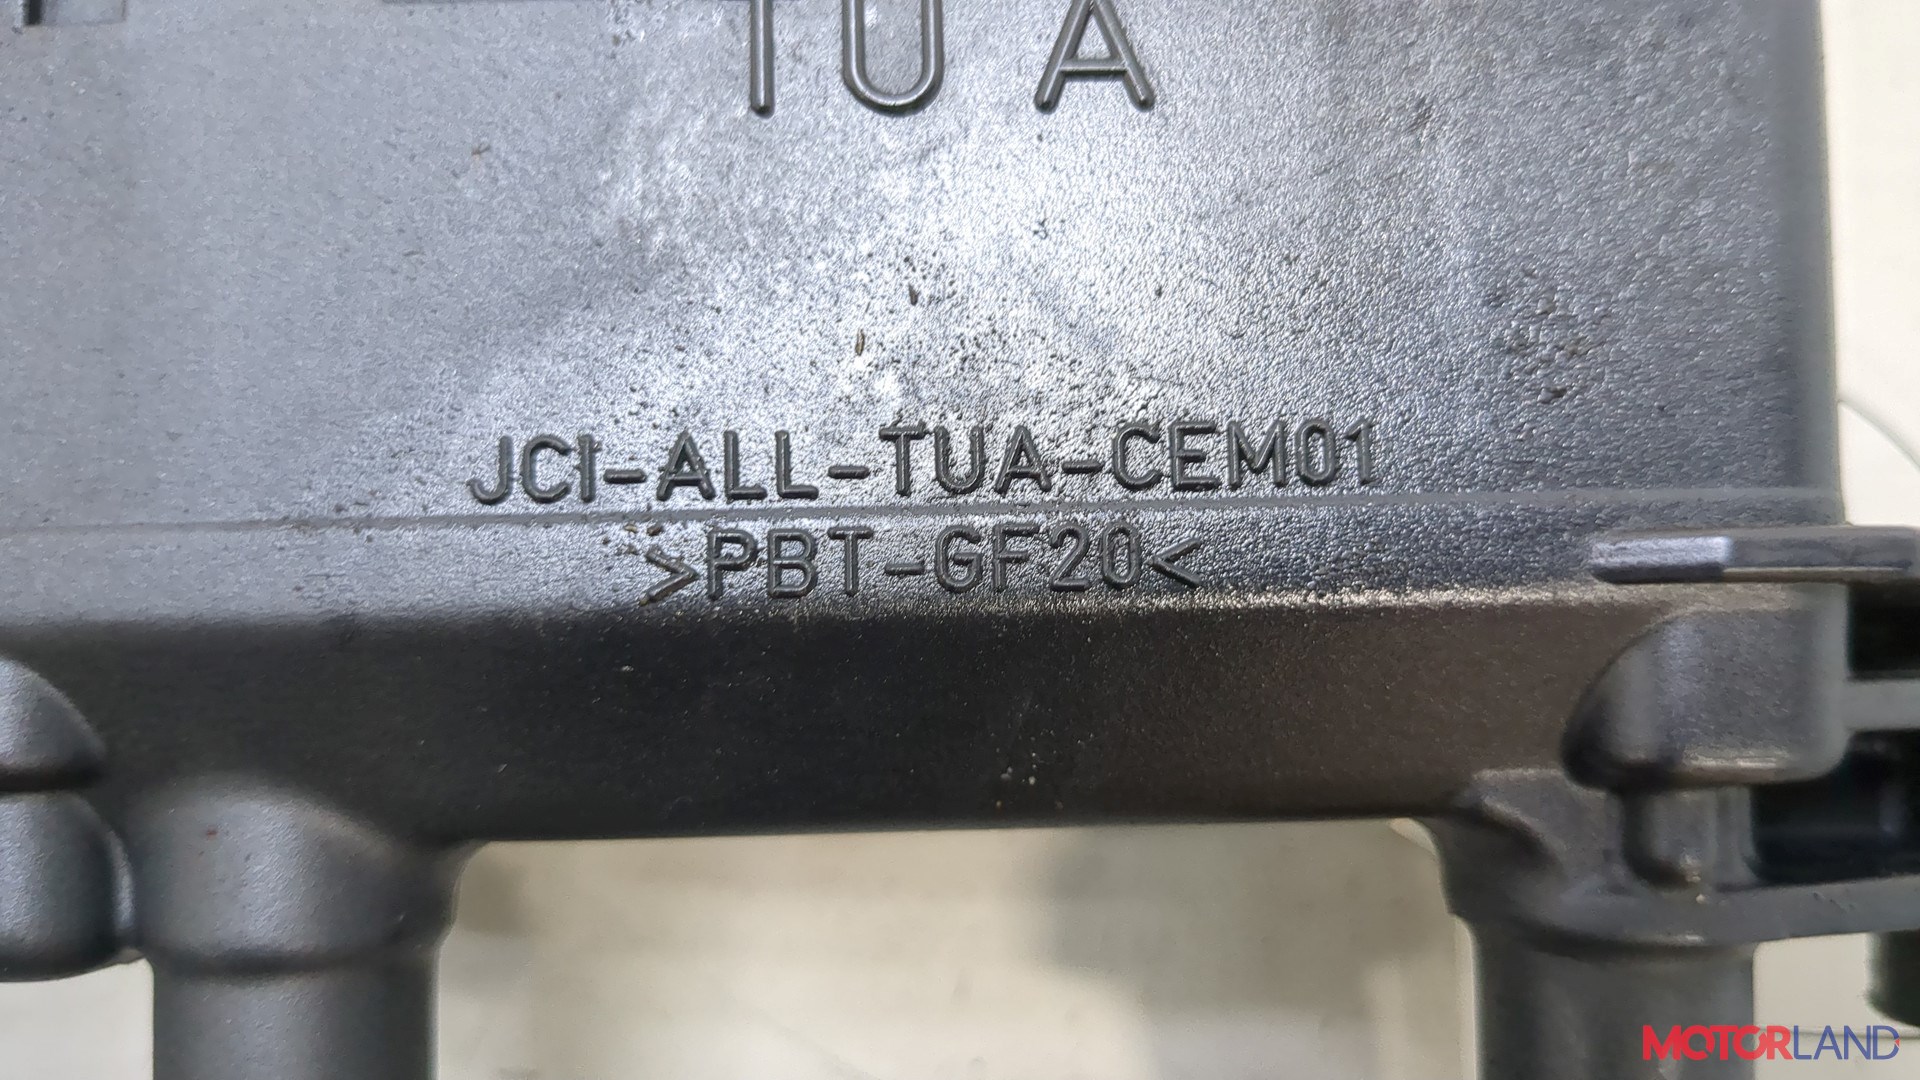 TU A
JCI-ALL-TUA-CEM01
>PBT-GF20<
MOTORLAND